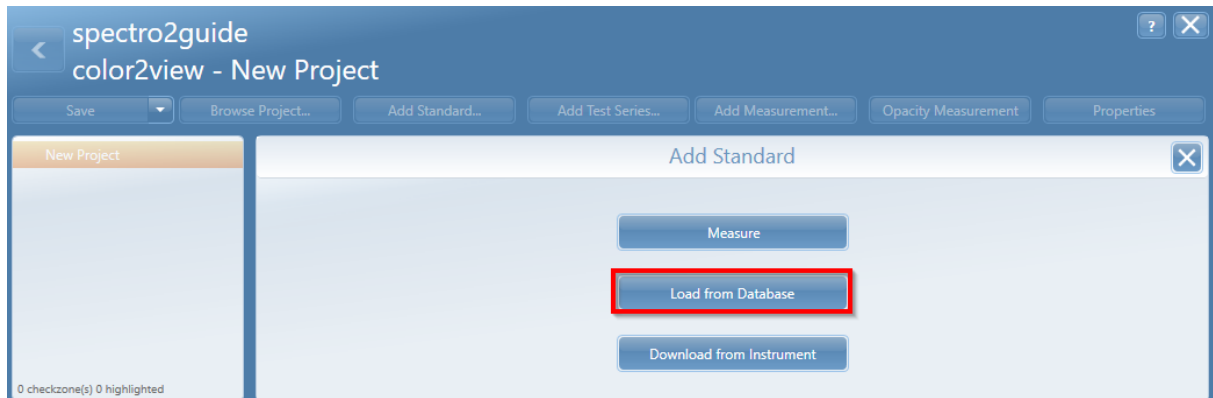 spectro2guide
color2view - New Project
?
Save
Browse Project...
Add Standard...
Add Test Series...
Add Measurement...
Opacity Measurement
Properties
New Project
Add Standard
Measure
Load from Database
Download from Instrument
0 checkzone(s) 0 highlighted